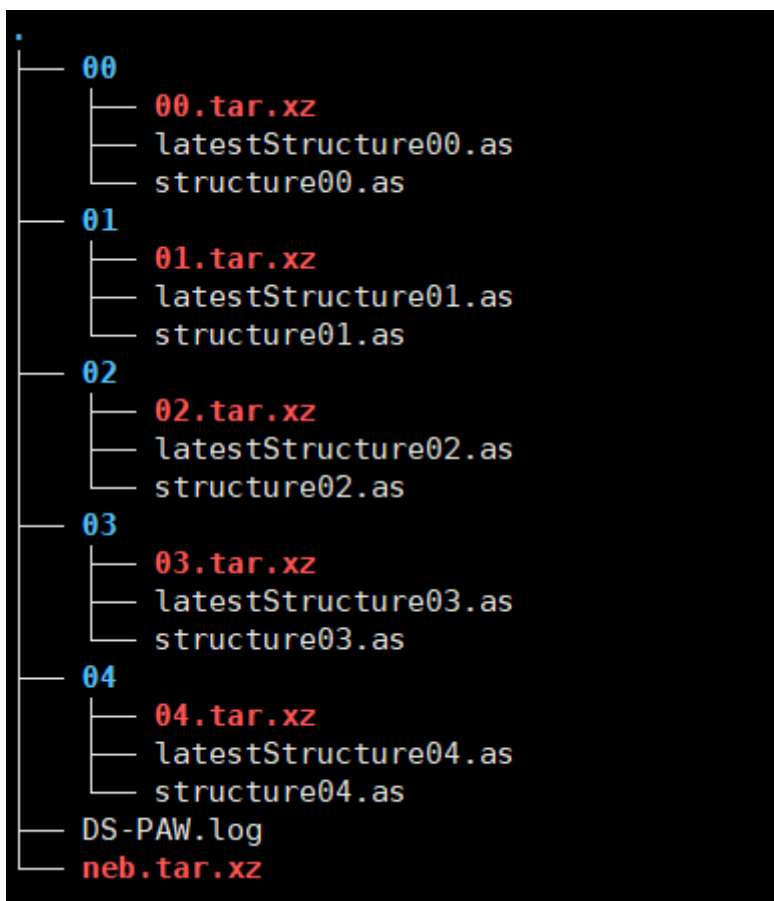 .
├── 00
│   ├── 00.tar.xz
│   ├── latestStructure00.as
│   └── structure00.as
├── 01
│   ├── 01.tar.xz
│   ├── latestStructure01.as
│   └── structure01.as
├── 02
│   ├── 02.tar.xz
│   ├── latestStructure02.as
│   └── structure02.as
├── 03
│   ├── 03.tar.xz
│   ├── latestStructure03.as
│   └── structure03.as
├── 04
│   ├── 04.tar.xz
│   ├── latestStructure04.as
│   └── structure04.as
├── DS-PAW.log
└── neb.tar.xz